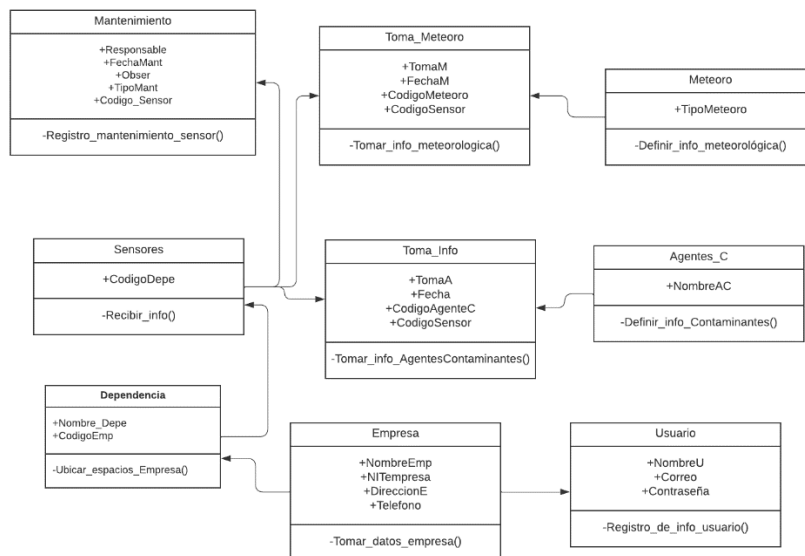 Mantenimiento
+Responsable
+FechaMant
+Obser
+TipoMant
+Codigo_Sensor
-Registro_mantenimiento_sensor()
Toma_Meteoro
+TomaM
+FechaM
+CodigoMeteoro
+CodigoSensor
-Tomar_info_meteorologica()
Meteoro
+TipoMeteoro
-Definir_info_meteorológica()
Sensores
+CodigoDepe
-Recibir_info()
Toma_Info
+TomaA
+Fecha
+CodigoAgenteC
+CodigoSensor
-Tomar_info_AgentesContaminantes()
Agentes_C
+NombreAC
-Definir_info_Contaminantes()
Dependencia
+Nombre_Depe
+CodigoEmp
-Ubicar_espacios_Empresa()
Empresa
+NombreEmp
+NITempresa
+DireccionE
+Telefono
-Tomar_datos_empresa()
Usuario
+NombreU
+Correo
+Contraseña
-Registro_de_info_usuario()